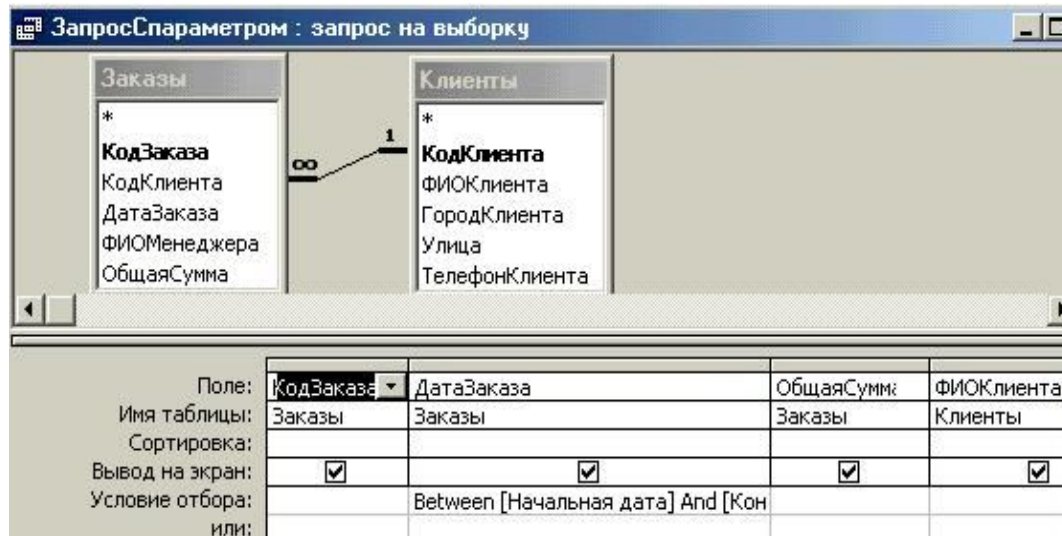 ЗапросСпараметром : запрос на выборку
Заказы
*
КодЗаказа
КодКлиента
ДатаЗаказа
ФИОМенеджера
ОбщаяСумма
∞ 1
Клиенты
*
КодКлиента
ФИОКлиента
ГородКлиента
Улица
ТелефонКлиента
Поле: КодЗаказа ДатаЗаказа ОбщаяСумма ФИОКлиента
Имя таблицы: Заказы Заказы Заказы Клиенты
Сортировка:
Вывод на экран:
Условие отбора: Between [Начальная дата] And [Кон
или: